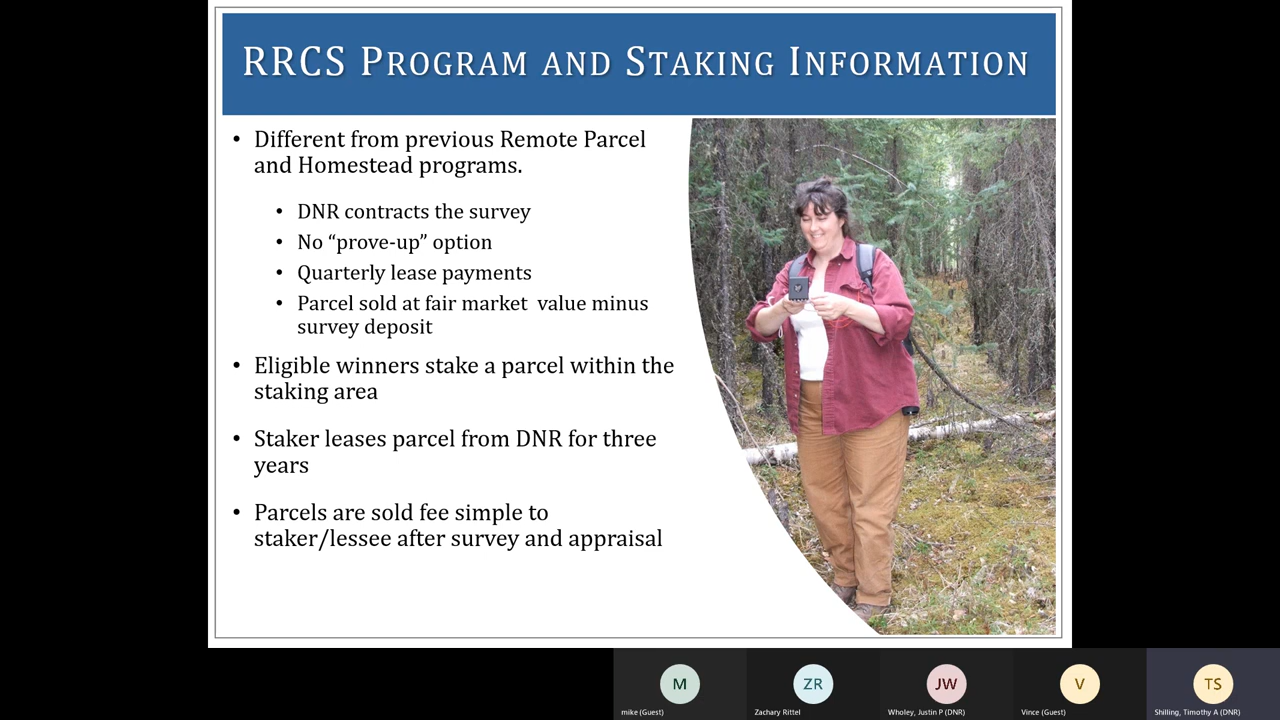 RRCS Program and Staking Information
• Different from previous Remote Parcel
and Homestead programs.
• DNR contracts the survey
• No “prove-up” option
• Quarterly lease payments
• Parcel sold at fair market value minus
survey deposit
• Eligible winners stake a parcel within the
staking area
• Staker leases parcel from DNR for three
years
• Parcels are sold fee simple to
staker/lessee after survey and appraisal
M
ZR
JW
V
TS
mike (Guest)
Zachary Rittel
Wholey, Justin P (DNR)
Vince (Guest)
Shilling, Timothy A (DNR)